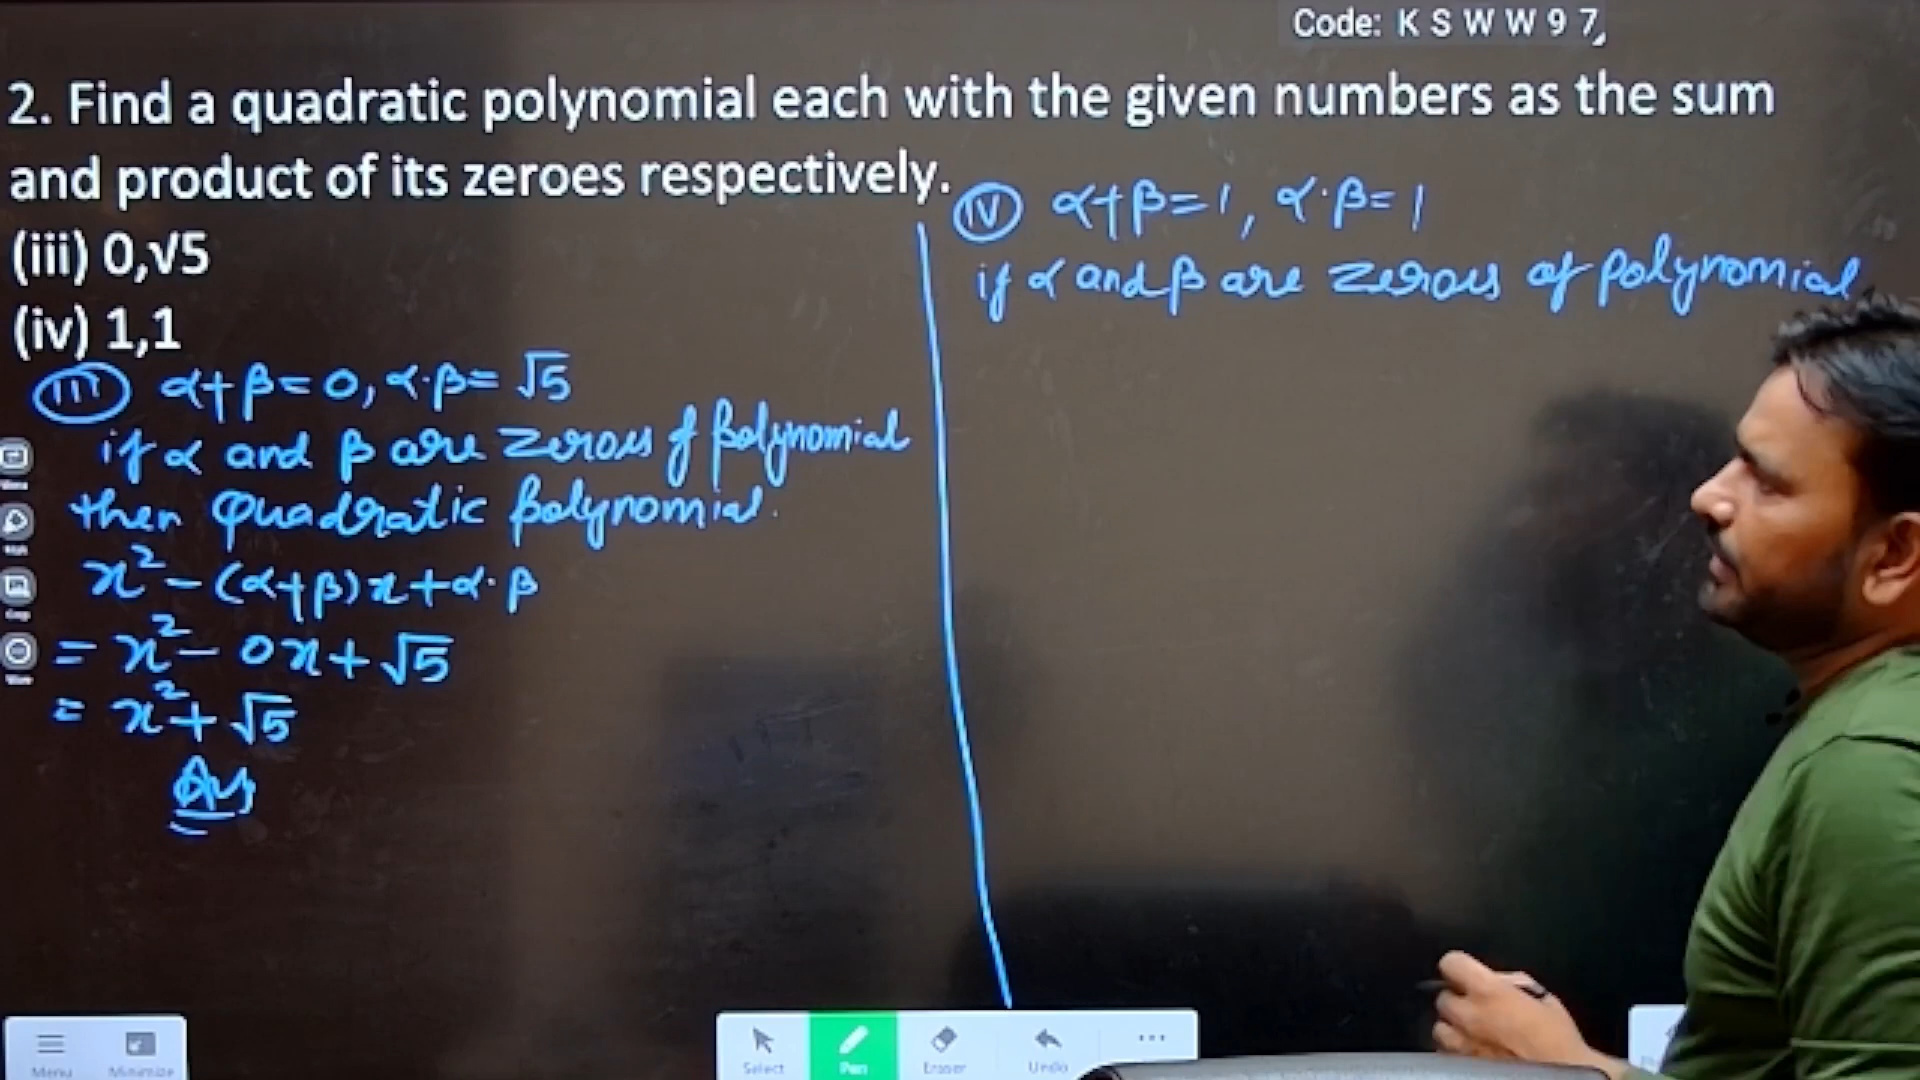 Code: K S W W 9 7
2. Find a quadratic polynomial each with the given numbers as the sum
and product of its zeroes respectively.
(iii) 0,√5
(iv) 1,1
(III) α+β=0, α·β=√5
if α and β are zeroes of polynomial
then quadratic polynomial.
x²-(α+β)x+α·β
= x²- 0x+√5
= x²+√5
Ans
(IV) α+β=1, α·β=1
if α and β are zeroes of polynomial
Menu Minimize
Select Pen Eraser Undo